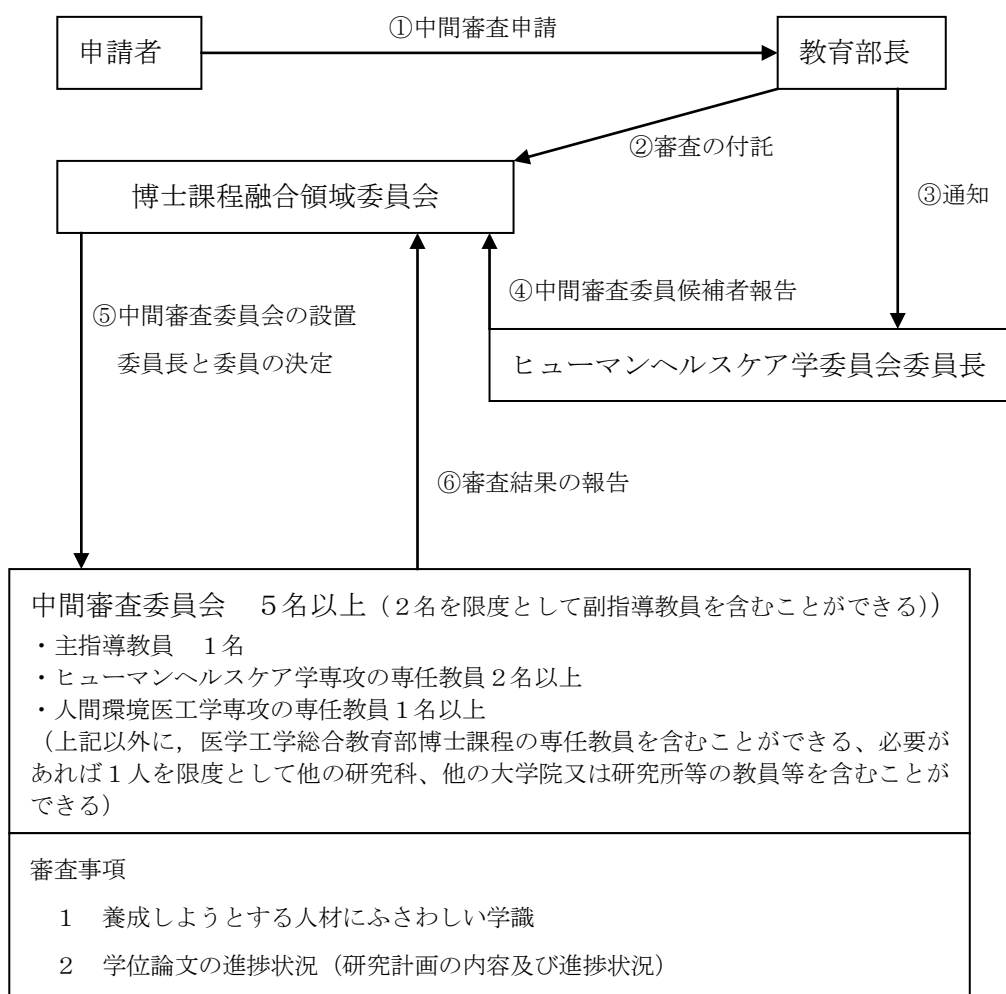 ①中間審査申請
申請者
教育部長
②審査の付託
博士課程融合領域委員会
③通知
④中間審査委員候補者報告
⑤中間審査委員会の設置
委員長と委員の決定
ヒューマンヘルスケア学委員会委員長
⑥審査結果の報告
中間審査委員会　５名以上（２名を限度として副指導教員を含むことができる））
・主指導教員　１名
・ヒューマンヘルスケア学専攻の専任教員２名以上
・人間環境医工学専攻の専任教員１名以上
（上記以外に，医学工学総合教育部博士課程の専任教員を含むことができる、必要が
あれば１人を限度として他の研究科、他の大学院又は研究所等の教員等を含むことが
できる）
審査事項
１　養成しようとする人材にふさわしい学識
２　学位論文の進捗状況（研究計画の内容及び進捗状況）